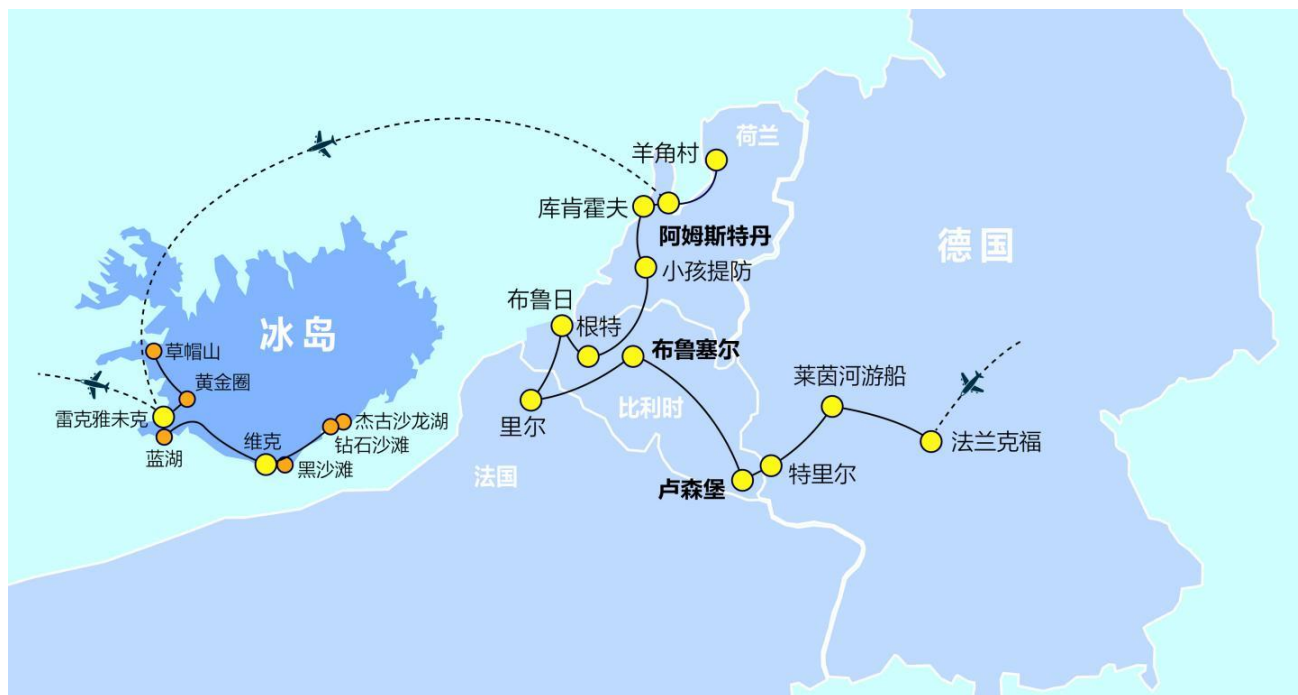 荷兰
羊角村
库肯霍夫
阿姆斯特丹
德国
小孩提防
布鲁日
根特
冰岛
布鲁塞尔
草帽山
莱茵河游船
黄金圈
比利时
雷克雅未克
里尔
杰古沙龙湖
法兰克福
维克
钻石沙滩
蓝湖
黑沙滩
法国
特里尔
卢森堡